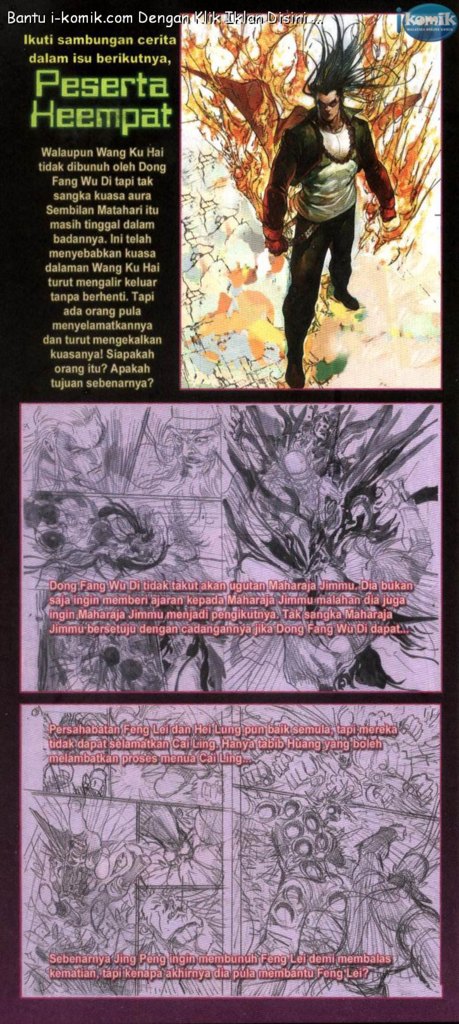 Bantu i-komik.com Dengan Klik Iklan Disini ...
i komik
Ikuti sambungan cerita
dalam isu berikutnya,
Peserta
Keempat
Walaupun Wang Ku Hai
tidak dibunuh oleh Dong
Fang Wu Di tapi tak
sangka kuasa aura
Sembilan Matahari itu
masih tinggal dalam
badannya. Ini telah
menyebabkan kuasa
dalaman Wang Ku Hai
turut mengalir keluar
tanpa berhenti. Tapi
ada orang pula
menyelamatkannya
dan turut mengekalkan
kuasanya! Siapakah
orang itu? Apakah
tujuan sebenarnya?
Dong Fang Wu Di tidak takut akan ugutan Maharaja Jimmu. Dia bukan
saja ingin memberi ajaran kepada Maharaja Jimmu malahan dia juga
ingin Maharaja Jimmu menjadi pengikutnya. Tak sangka Maharaja
Jimmu bersetuju dengan cadangannya jika Dong Fang Wu Di dapat...
Persahabatan Feng Lei dan Hei Lung pun baik semula, tapi mereka
tidak dapat selamatkan Cai Ling. Hanya tabib Huang yang boleh
melambatkan proses menua Cai Ling...
Sebenarnya Jing Peng ingin membunuh Feng Lei demi membalas
kematian, tapi kenapa akhirnya dia pula membantu Feng Lei?